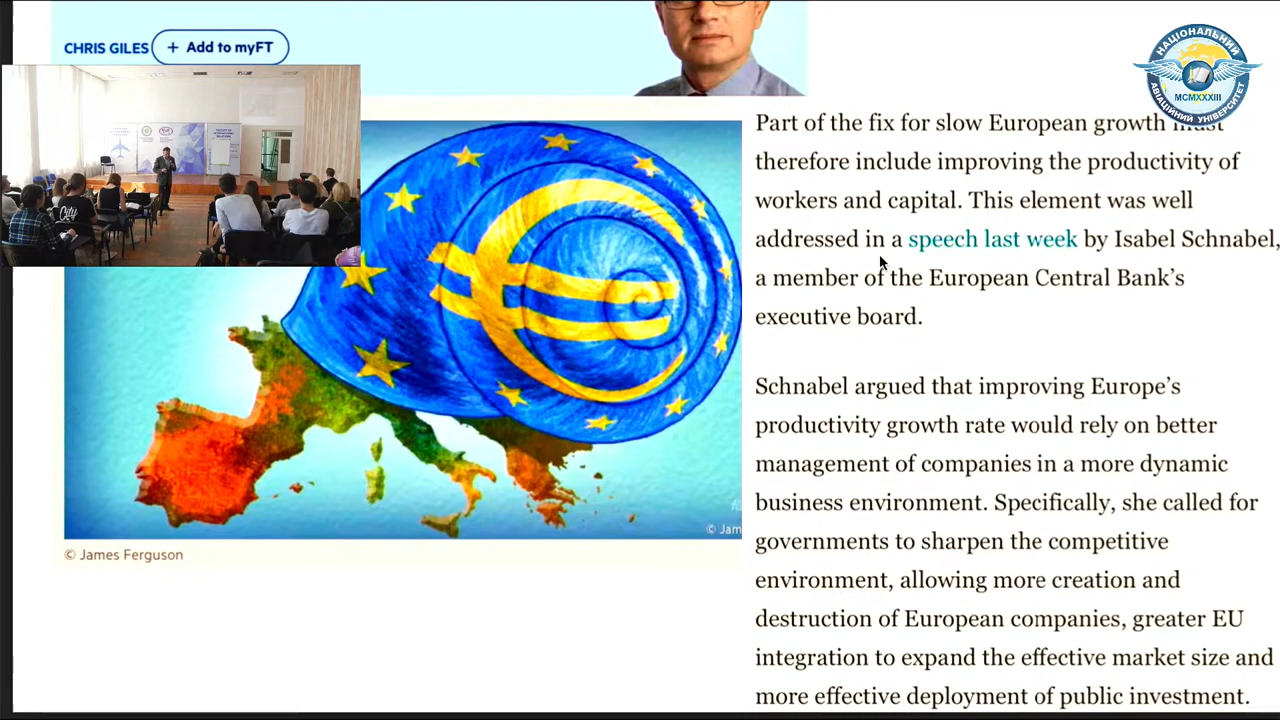 CHRIS GILES
+ Add to myFT
City
© Jam
© James Ferguson
НАЦІОНАЛЬНИЙ
АВІАЦІЙНИЙ УНІВЕРСИТЕТ
MCMXXXIII
Part of the fix for slow European growth must
therefore include improving the productivity of
workers and capital. This element was well
addressed in a speech last week by Isabel Schnabel,
a member of the European Central Bank’s
executive board.
Schnabel argued that improving Europe’s
productivity growth rate would rely on better
management of companies in a more dynamic
business environment. Specifically, she called for
governments to sharpen the competitive
environment, allowing more creation and
destruction of European companies, greater EU
integration to expand the effective market size and
more effective deployment of public investment.